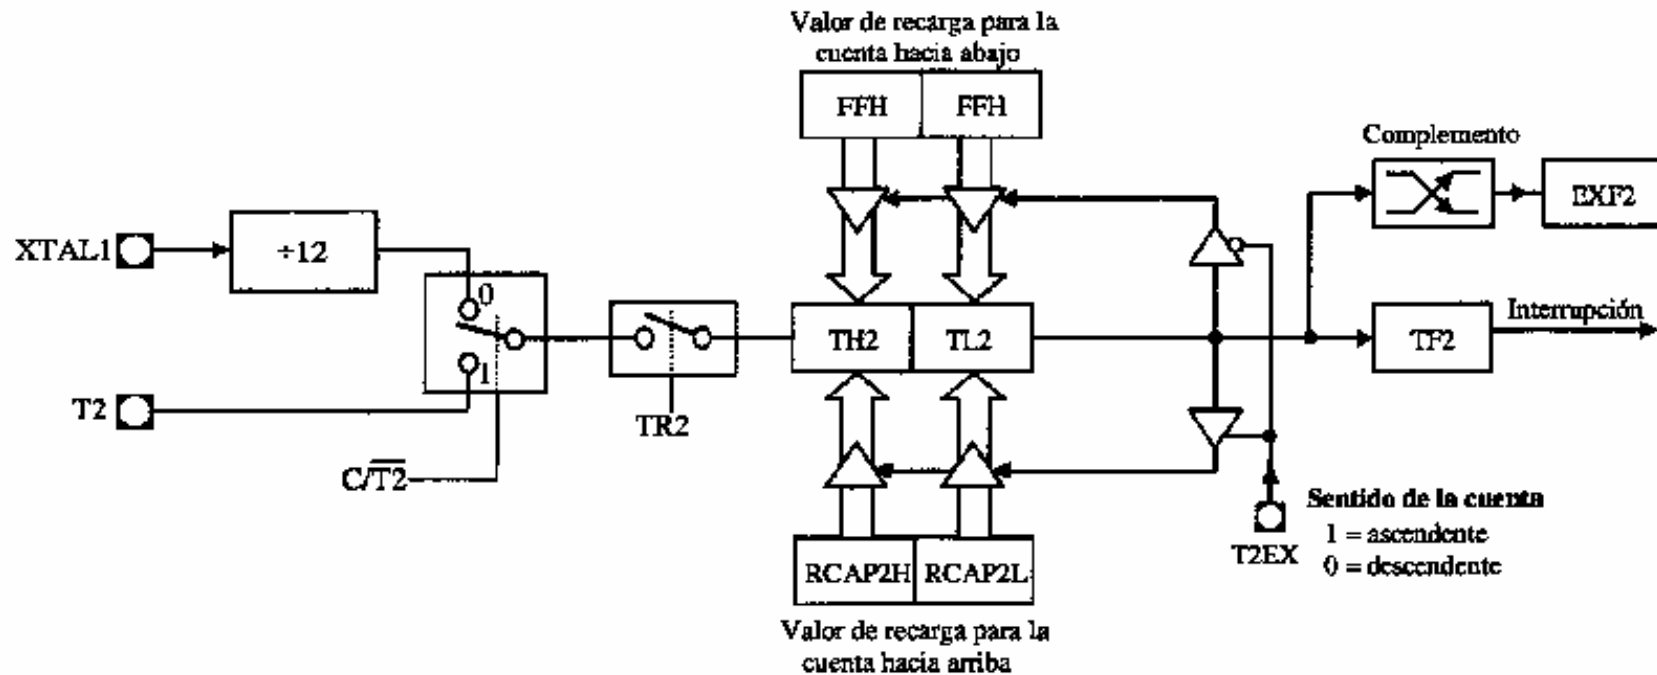 Valor de recarga para la
cuenta hacia abajo
FFH FFH
Complemento
EXF2
XTAL1
÷12
0
1
TH2 TL2
TF2
Interrupción
T2
TR2
C/T2
RCAP2H RCAP2L
T2EX
Sentido de la cuenta
1 = ascendente
0 = descendente
Valor de recarga para la
cuenta hacia arriba